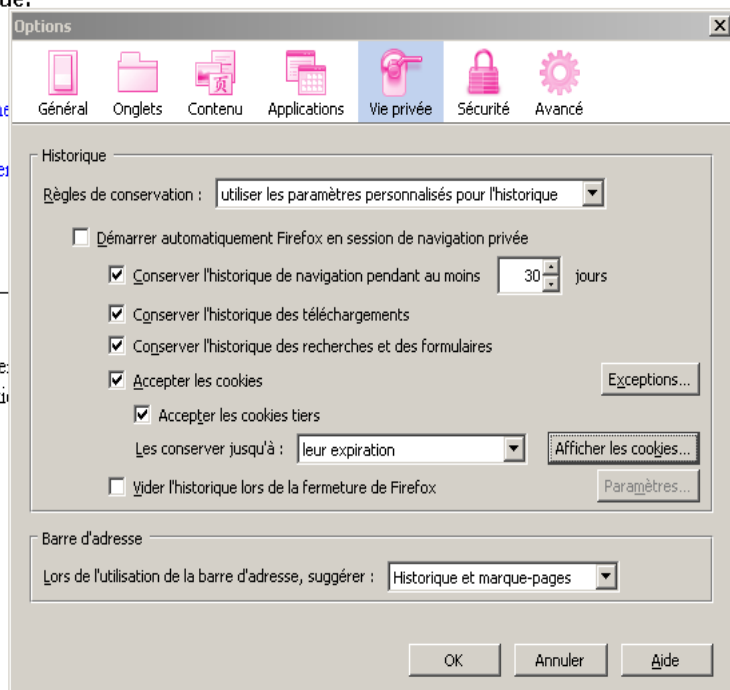 Options
Général Onglets Contenu Applications Vie privée Sécurité Avancé
页
Historique
Règles de conservation : utiliser les paramètres personnalisés pour l'historique
Démarrer automatiquement Firefox en session de navigation privée
Conserver l'historique de navigation pendant au moins 30 jours
Conserver l'historique des téléchargements
Conserver l'historique des recherches et des formulaires
Accepter les cookies Exceptions...
Accepter les cookies tiers
Les conserver jusqu'à : leur expiration Afficher les cookies...
Vider l'historique lors de la fermeture de Firefox Paramètres...
Barre d'adresse
Lors de l'utilisation de la barre d'adresse, suggérer : Historique et marque-pages
OK Annuler Aide